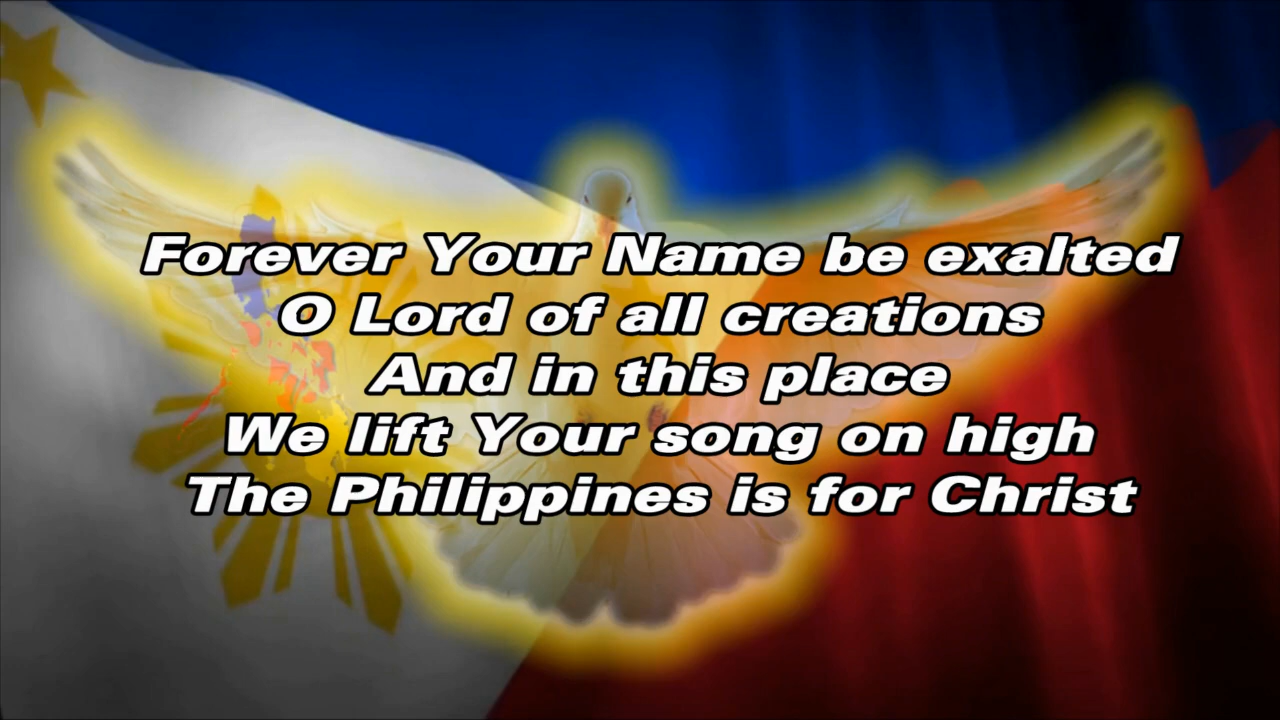 Forever Your Name be exalted
O Lord of all creations
And in this place
We lift Your song on high
The Philippines is for Christ